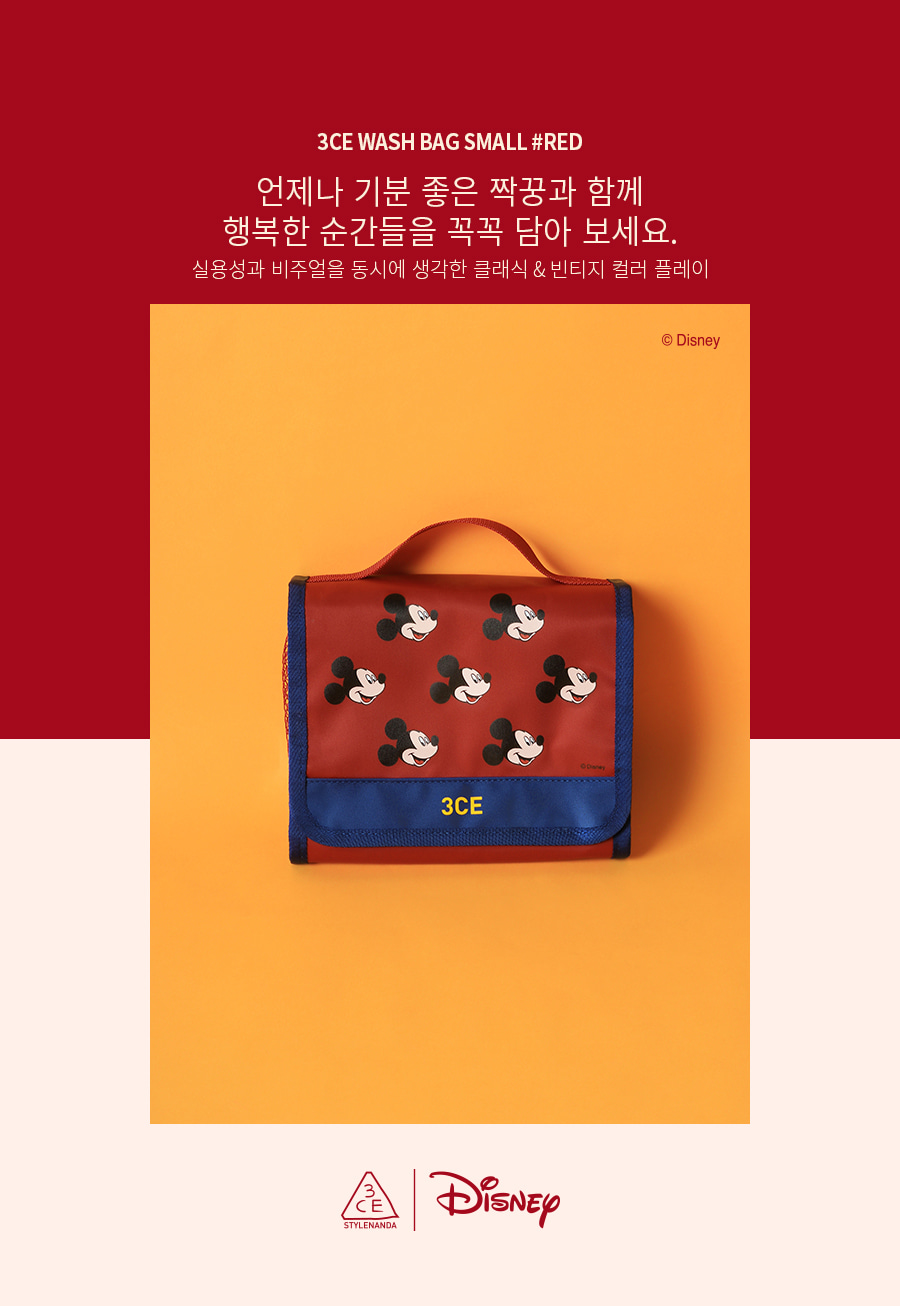 3CE WASH BAG SMALL #RED
언제나 기분 좋은 짝꿍과 함께
행복한 순간들을 꼭꼭 담아 보세요.
실용성과 비주얼을 동시에 생각한 클래식 & 빈티지 컬러 플레이
© Disney
© Disney
3CE
3
CE
STYLENANDA
Disney